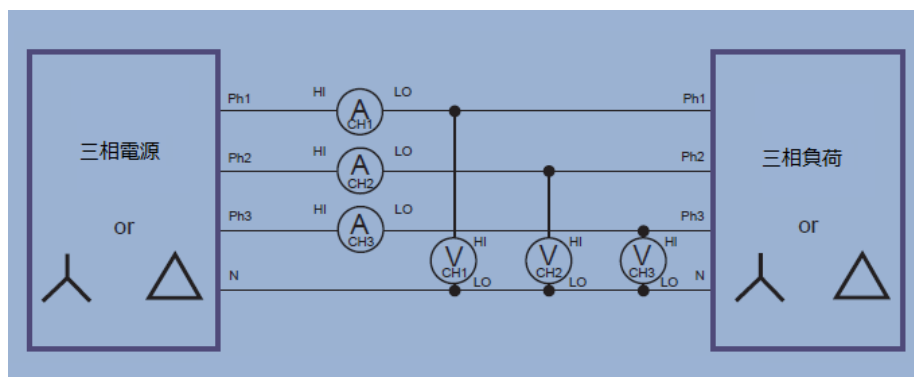 Ph1 HI A LO Ph1
CH1
三相電源 三相負荷
Ph2 HI A LO Ph2
CH2
Ph3 HI A LO Ph3
CH3
or or
V HI V HI V HI
N CH1 CH2 CH3 N
LO LO LO